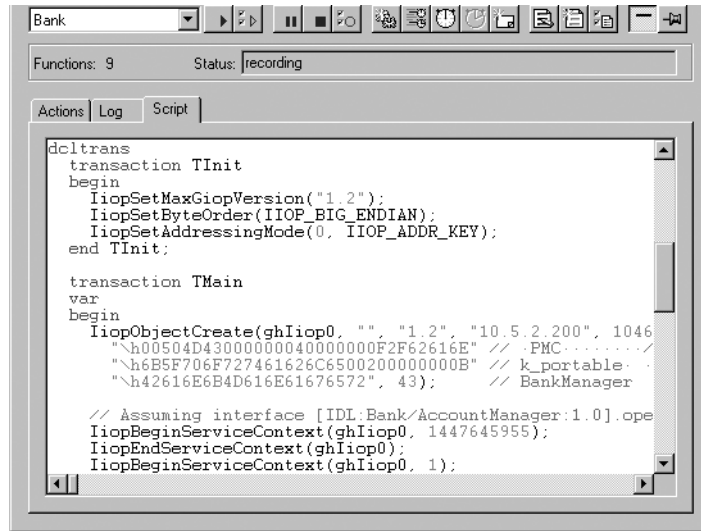 Bank
Functions: 9 Status: recording
Actions Log Script
dcltrans
transaction TInit
begin
IiopSetMaxGiopVersion("1.2");
IiopSetByteOrder(IIOP_BIG_ENDIAN);
IiopSetAddressingMode(0, IIOP_ADDR_KEY);
end TInit;
transaction TMain
var
begin
IiopObjectCreate(ghIiop0, "", "1.2", "10.5.2.200", 1046
"\h00504D43000000040000000F2F62616E" // ·PMC········/
"\h6B5F706F727461626C6500200000000B" // k_portable· ·
"\h42616E6B4D616E61676572", 43); // BankManager
// Assuming interface [IDL:Bank/AccountManager:1.0].ope
IiopBeginServiceContext(ghIiop0, 1447645955);
IiopEndServiceContext(ghIiop0);
IiopBeginServiceContext(ghIiop0, 1);